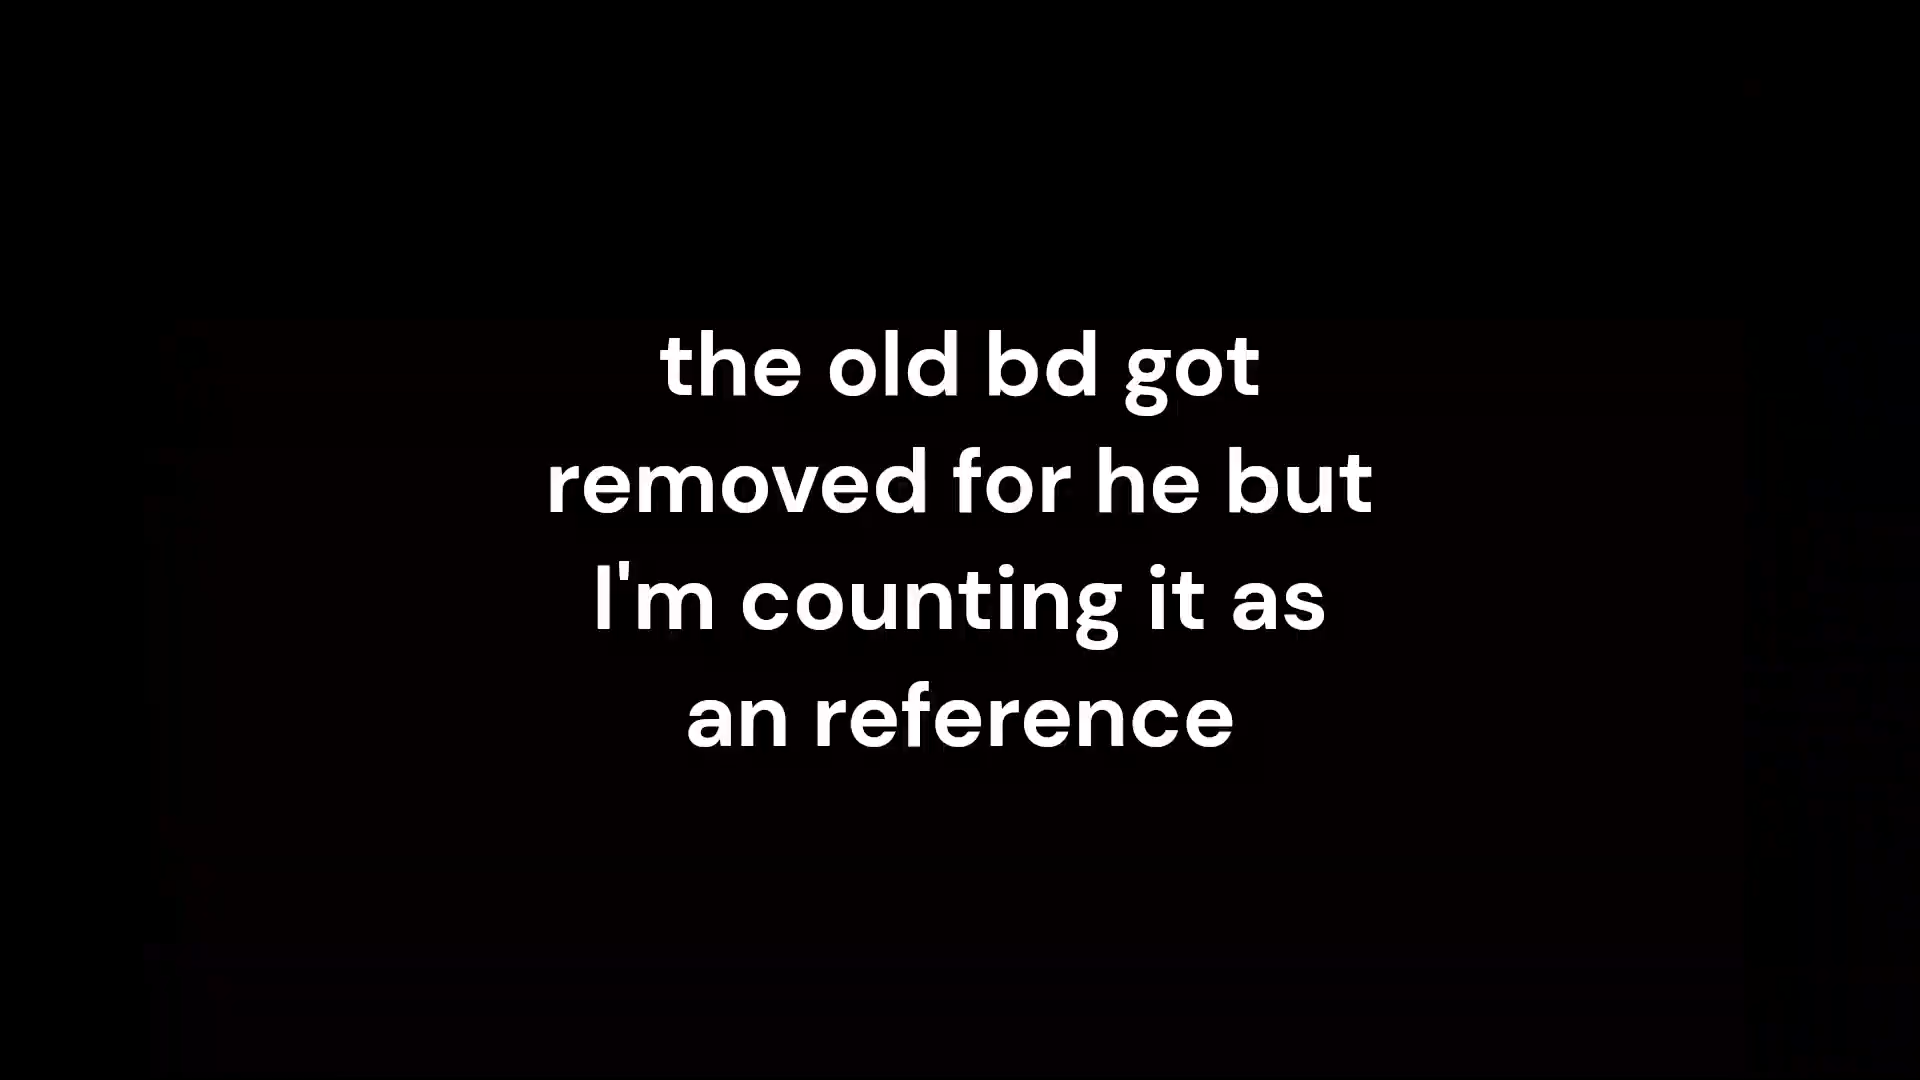 the old bd got
removed for he but
I'm counting it as
an reference